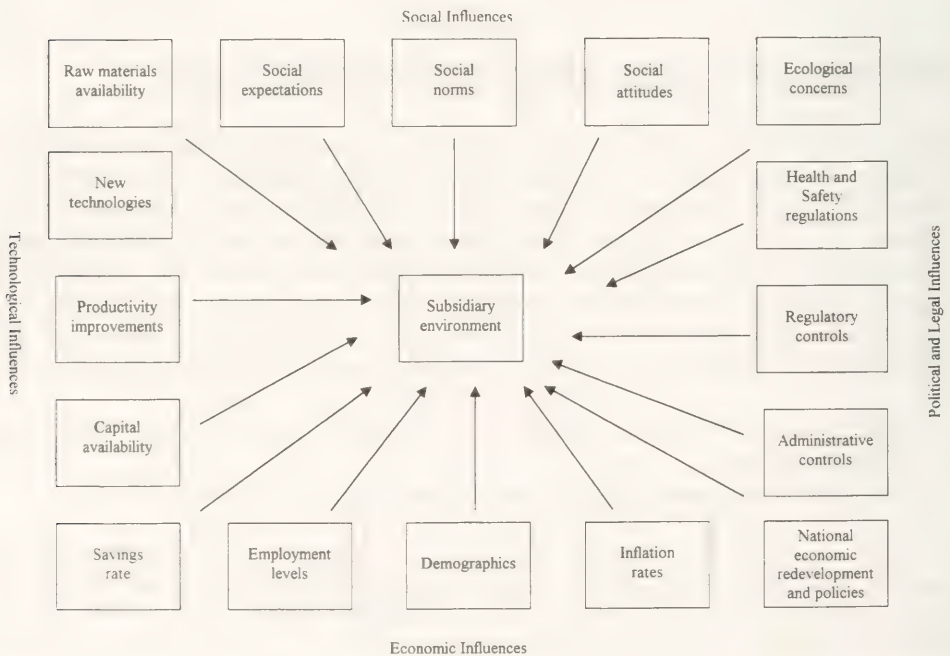 Social Influences
Raw materials
availability
Social
expectations
Social
norms
Social
attitudes
Ecological
concerns
New
technologies
Health and
Safety
regulations
Technological Influences
Political and Legal Influences
Productivity
improvements
Subsidiary
environment
Regulatory
controls
Capital
availability
Administrative
controls
Savings
rate
Employment
levels
Demographics
Inflation
rates
National
economic
redevelopment
and policies
Economic Influences